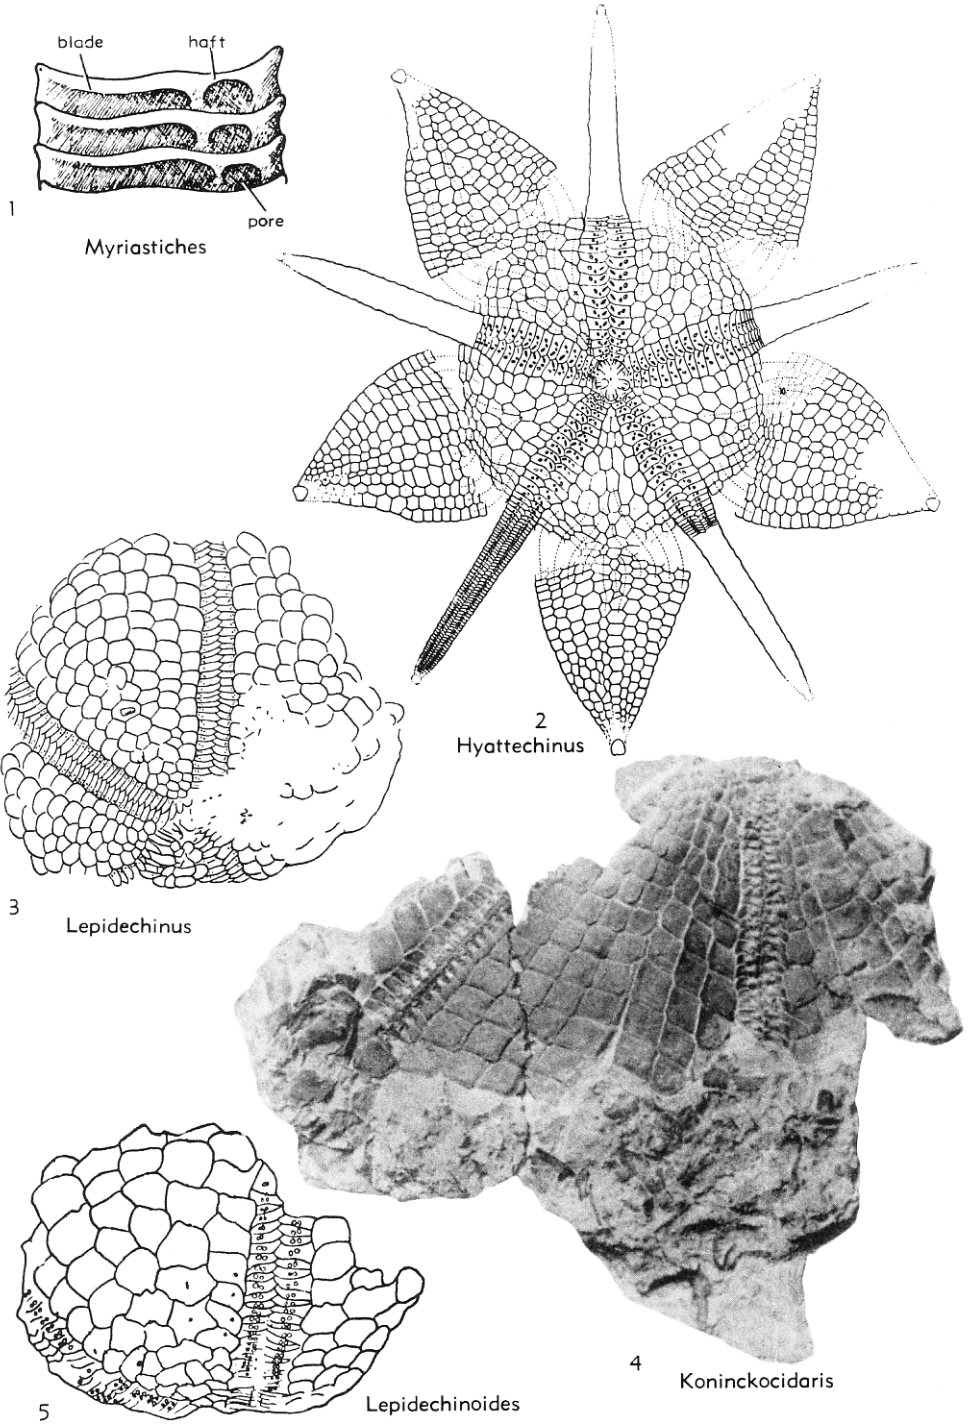 blade haft
1
pore
Myriastiches
2
Hyattechinus
3
Lepidechinus
4
Koninckocidaris
5
Lepidechinoides